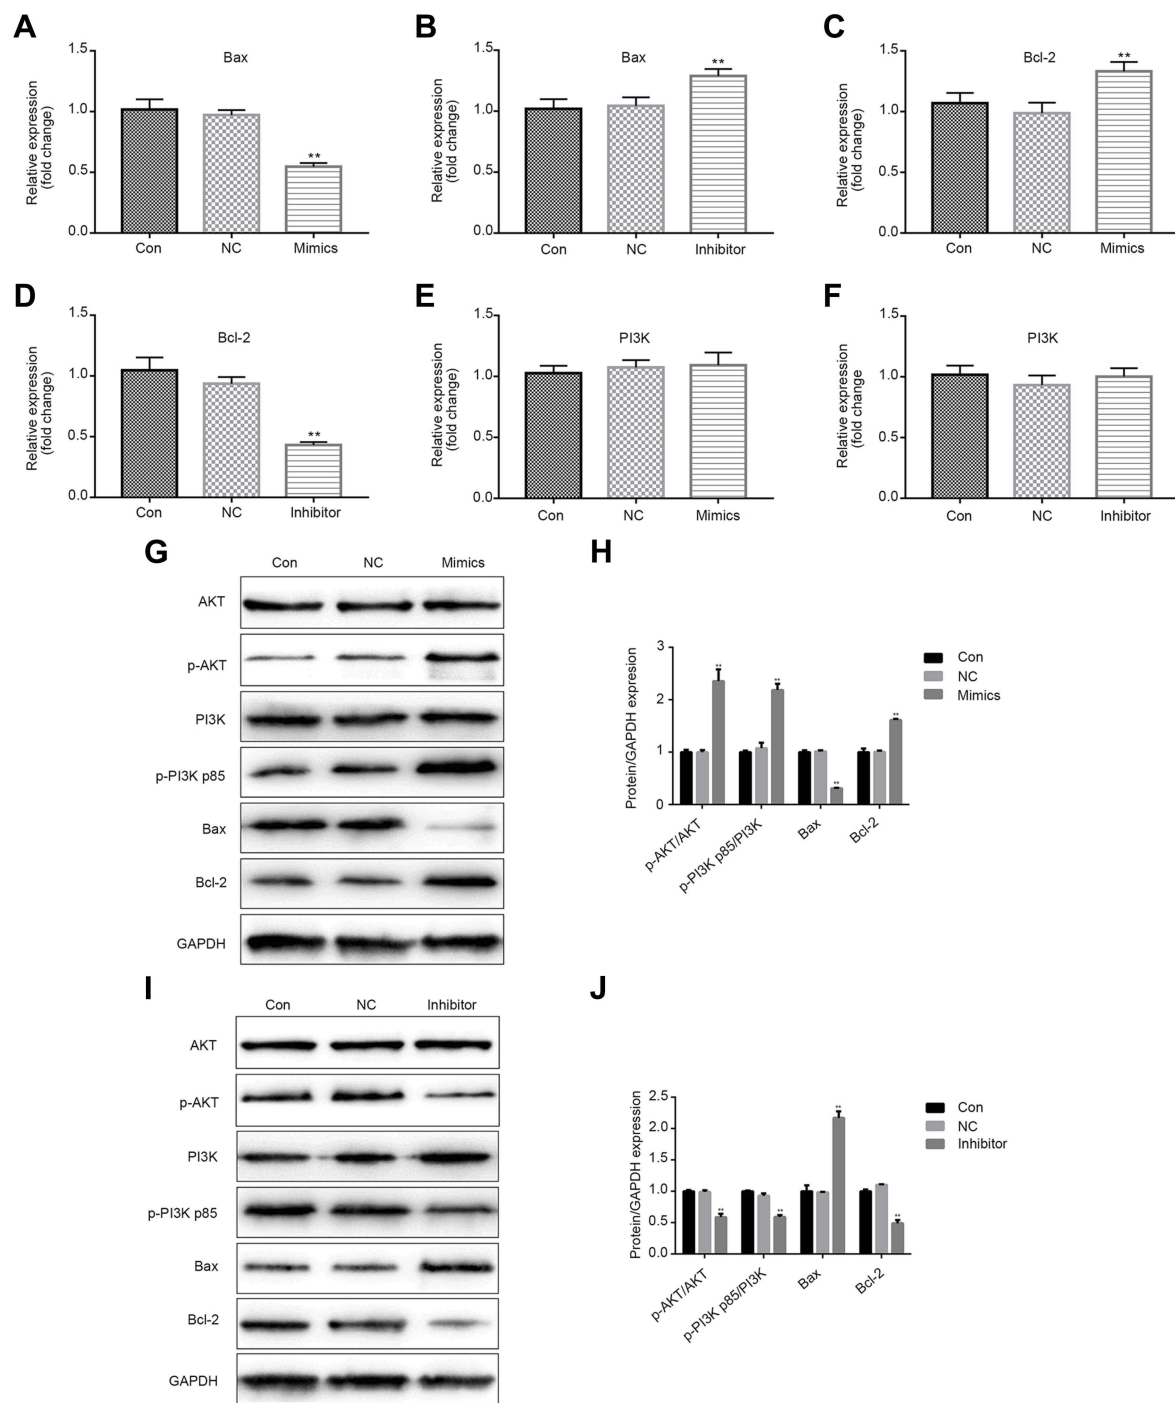 A
Bax
Relative expression
(fold change)
1.5
1.0
0.5
0.0
**
Con NC Mimics
B
Bax
Relative expression
(fold change)
1.5
1.0
0.5
0.0
**
Con NC Inhibitor
C
Bcl-2
Relative expression
(fold change)
1.5
1.0
0.5
0.0
**
Con NC Mimics
D
Bcl-2
Relative expression
(fold change)
1.5
1.0
0.5
0.0
**
Con NC Inhibitor
E
PI3K
Relative expression
(fold change)
1.5
1.0
0.5
0.0
Con NC Mimics
F
PI3K
Relative expression
(fold change
1.5
1.0
0.5
0.0
Con NC Inhibitor
G
Con NC Mimics
AKT
p-AKT
PI3K
p-PI3K p85
Bax
Bcl-2
GAPDH
H
Protein/GAPDH expression
3
2
1
0
** ** ** **
p-AKT/AKT
p-PI3K p85/PI3K
Bax
Bcl-2
Con
NC
Mimics
I
Con NC Inhibitor
AKT
p-AKT
PI3K
p-PI3K p85
Bax
Bcl-2
GAPDH
J
Protein/GAPDH expression
2.5
2.0
1.5
1.0
0.5
0.0
** ** ** **
p-AKT/AKT
p-PI3K p85/PI3K
Bax
Bcl-2
Con
NC
Inhibitor